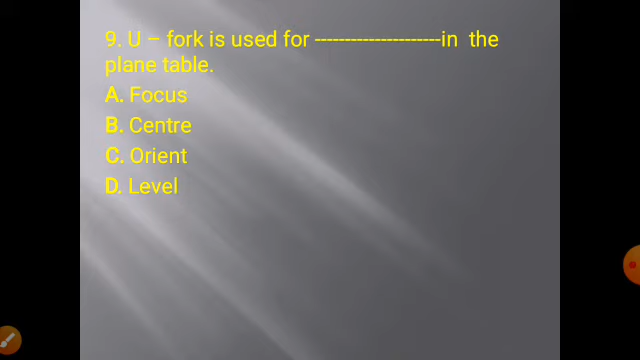 9. U – fork is used for ---------------------in the
plane table.
A. Focus
B. Centre
C. Orient
D. Level